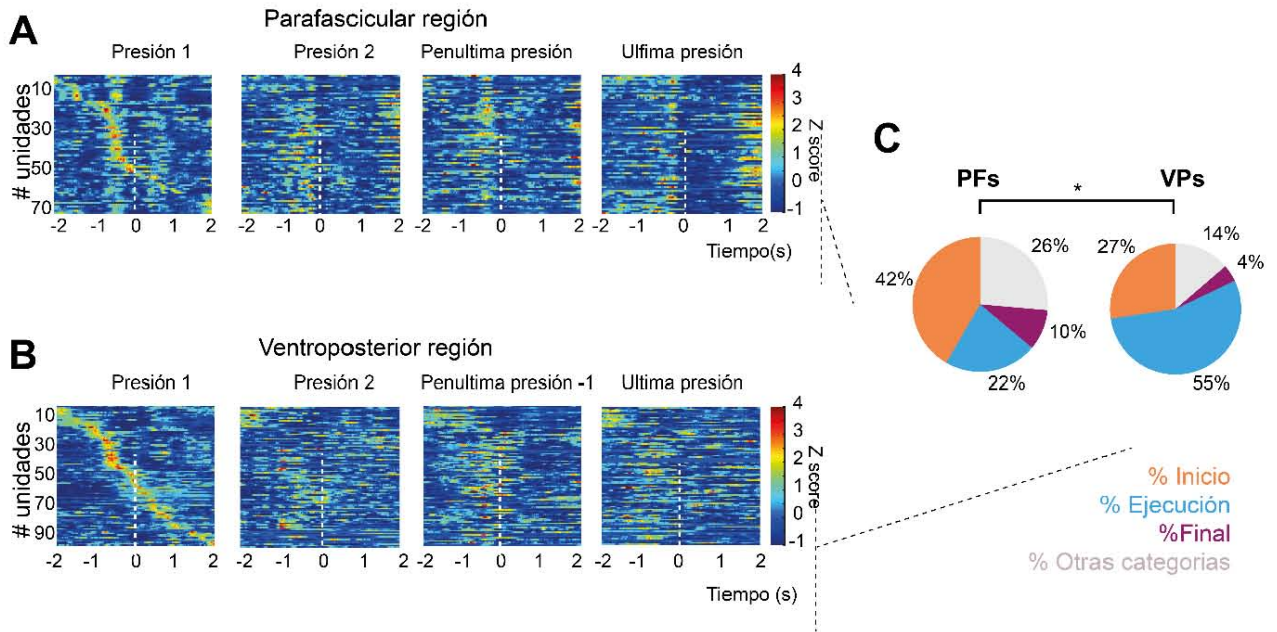 A
Parafascicular región
Presión 1
Presión 2
Penultima presión
Ulfima presión
# unidades
10
30
50
70
-2 -1 0 1 2
-2 -1 0 1 2
-2 -1 0 1 2
-2 -1 0 1 2
4
3
2
1
0
-1
Z score
Tiempo(s)
B
Ventroposterior región
Presión 1
Presión 2
Penultima presión -1
Ultima presión
# unidades
10
30
50
70
90
-2 -1 0 1 2
-2 -1 0 1 2
-2 -1 0 1 2
-2 -1 0 1 2
4
3
2
1
0
-1
Z score
Tiempo (s)
C
PFs
*
VPs
42%
26%
10%
22%
27%
14%
4%
55%
% Inicio
% Ejecución
%Final
% Otras categorias